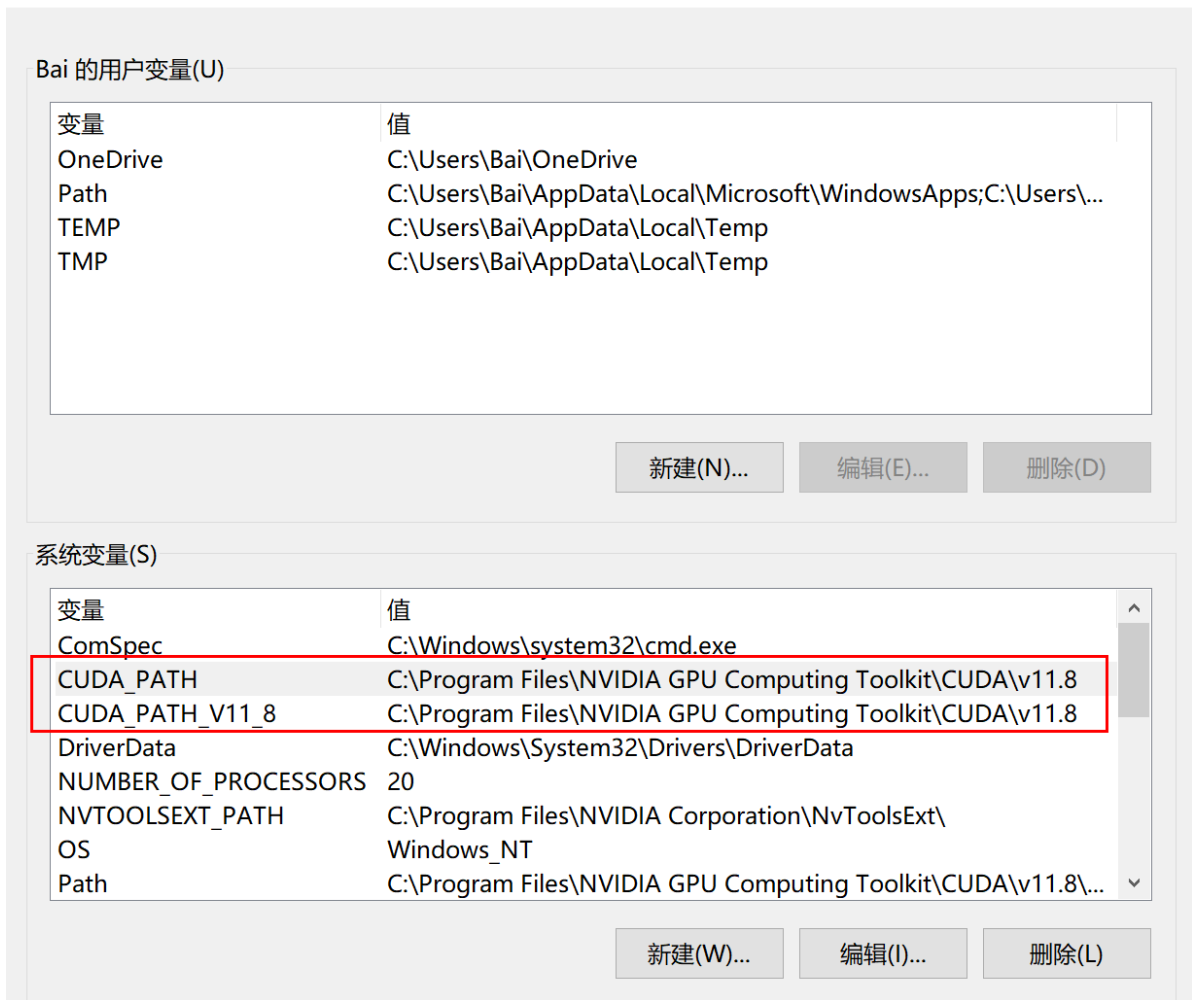 Bai 的用户变量(U)
变量 值
OneDrive C:\Users\Bai\OneDrive
Path C:\Users\Bai\AppData\Local\Microsoft\WindowsApps;C:\Users\...
TEMP C:\Users\Bai\AppData\Local\Temp
TMP C:\Users\Bai\AppData\Local\Temp
新建(N)... 编辑(E)... 删除(D)
系统变量(S)
变量 值
ComSpec C:\Windows\system32\cmd.exe
CUDA_PATH C:\Program Files\NVIDIA GPU Computing Toolkit\CUDA\v11.8
CUDA_PATH_V11_8 C:\Program Files\NVIDIA GPU Computing Toolkit\CUDA\v11.8
DriverData C:\Windows\System32\Drivers\DriverData
NUMBER_OF_PROCESSORS 20
NVTOOLSEXT_PATH C:\Program Files\NVIDIA Corporation\NvToolsExt\
OS Windows_NT
Path C:\Program Files\NVIDIA GPU Computing Toolkit\CUDA\v11.8\...
新建(W)... 编辑(I)... 删除(L)